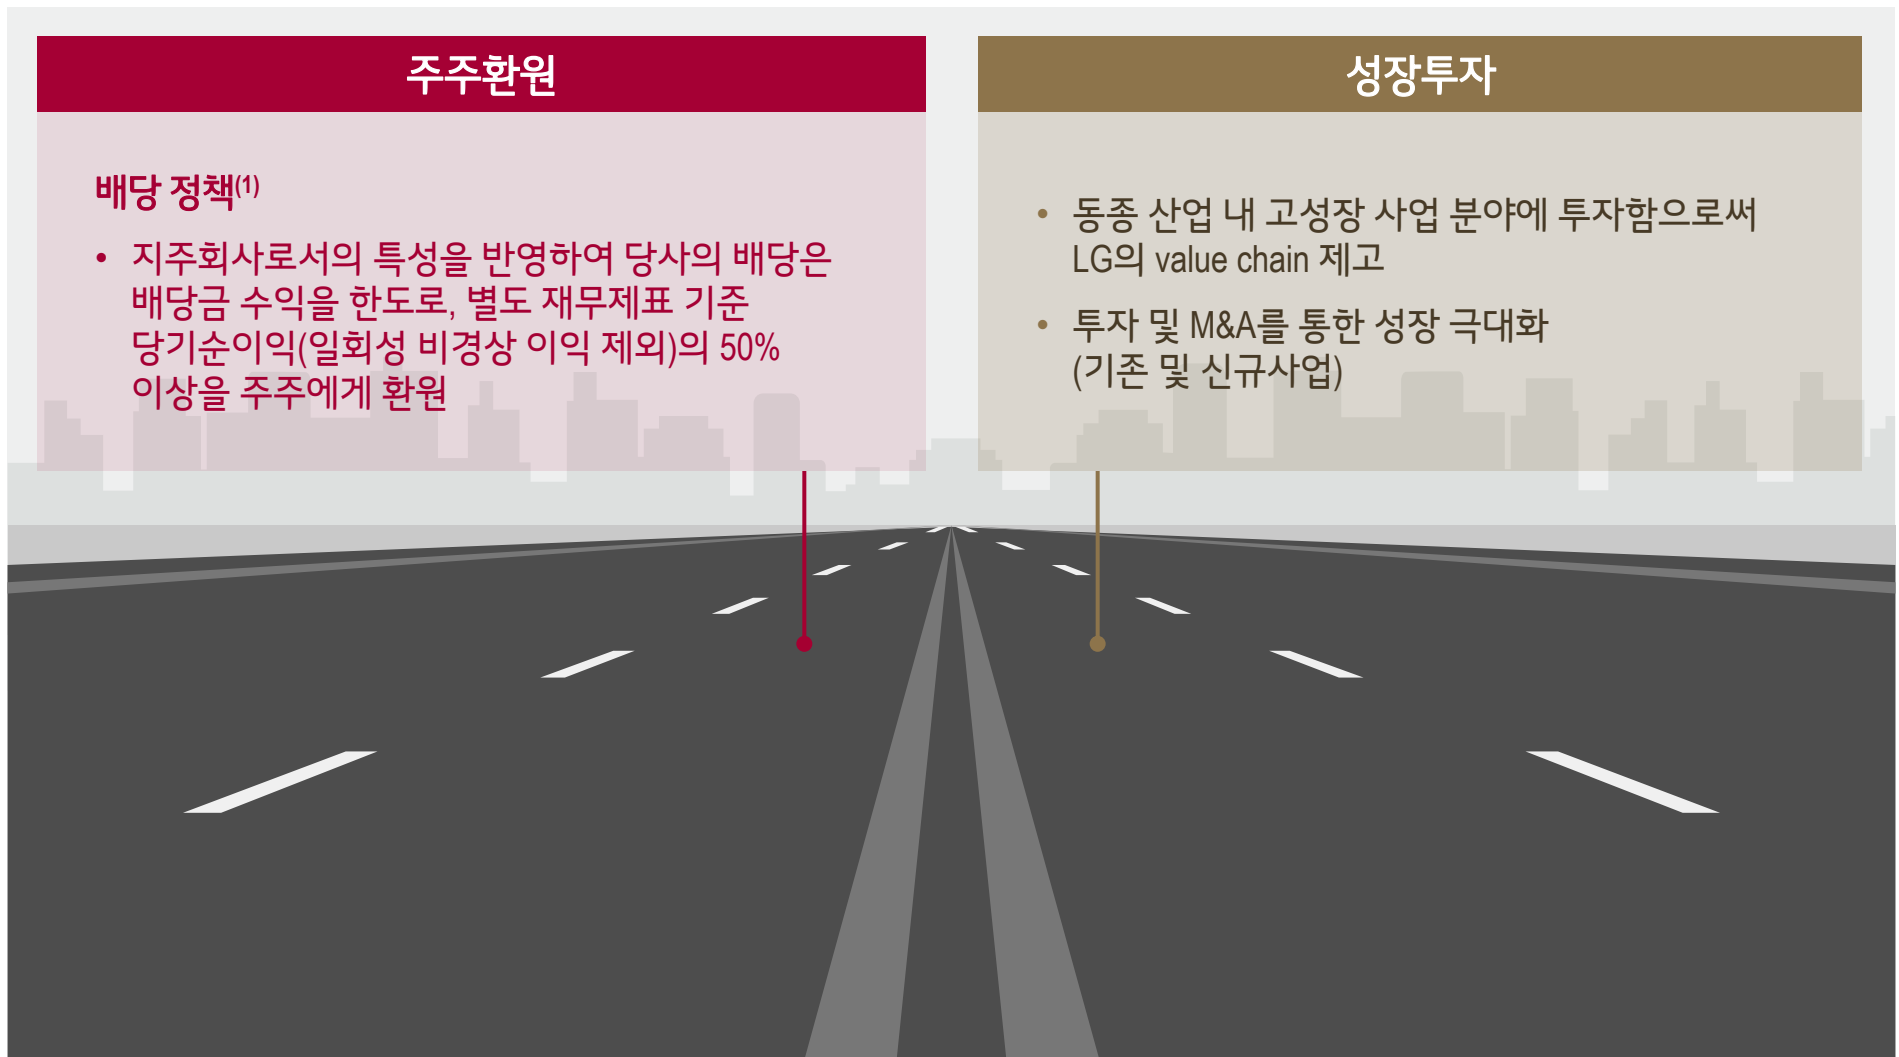 주주환원
배당 정책(1)
• 지주회사로서의 특성을 반영하여 당사의 배당은
배당금 수익을 한도로, 별도 재무제표 기준
당기순이익(일회성 비경상 이익 제외)의 50%
이상을 주주에게 환원
성장투자
• 동종 산업 내 고성장 사업 분야에 투자함으로써
LG의 value chain 제고
• 투자 및 M&A를 통한 성장 극대화
(기존 및 신규사업)